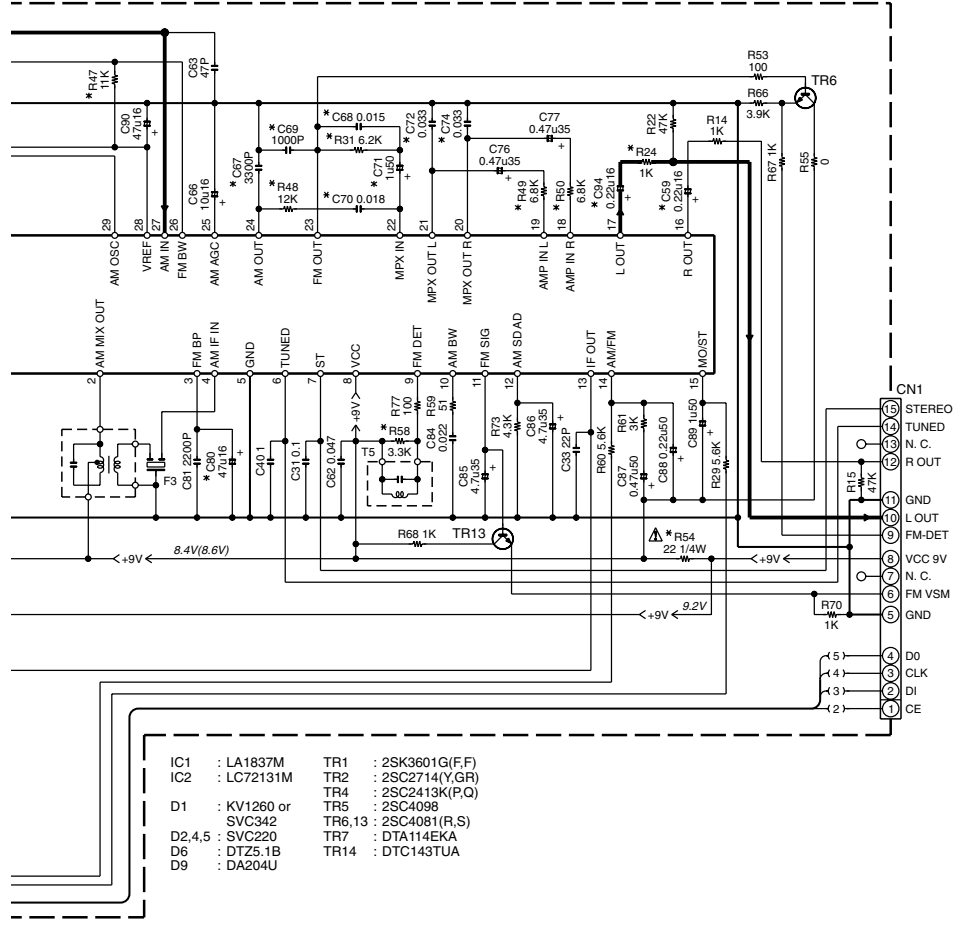 R53
100
TR6
*R47
11K
C63
47P
C90
47u16
+
C66
10u16
+
*C67
3300P
*C69
1000P
*R48
12K
*C68 0.015
*R31 6.2K
*C70 0.018
*C71
1u50
+
*C72
0.033
*C74
0.033
C76
0.47u35
+
C77
0.47u35
+
*R49
6.8K
*R50
6.8K
R22
47K
*R24
1K
*C94
0.22u16
+
*C59
0.22u16
+
R14
1K
R66
3.9K
R67 1K
R55
0
29
28
27
26
25
24
23
22
21
20
19
18
17
16
AM OSC
VREF
AM IN
FM BW
AM AGC
AM OUT
FM OUT
MPX IN
MPX OUT L
MPX OUT R
AMP IN L
AMP IN R
L OUT
R OUT
AM MIX OUT
FM BP
AM IF IN
GND
TUNED
ST
VCC
FM DET
AM BW
FM SIG
AM SD AD
IF OUT
AM/FM
MO/ST
2
3
4
5
6
7
8
9
10
11
12
13
14
15
F3
C81 2200P
*C80
47u16
+
C40 1
C31 0.1
C62 0.047
+9V
R77
100
*R58
3.3K
T5
R59
51
C84
0.022
C85
4.7u35
+
R73
4.3K
C86
4.7u35
+
C33 22P
R60 5.6K
R61
3K
C87
0.47u50
+
C88 0.22u50
+
C89 1u50
+
R29 5.6K
R15
47K
R68 1K
TR13
*R54
22 1/4W
+9V
8.4V(8.6V)
+9V
+9V
9.2V
R70
1K
CN1
15 STEREO
14 TUNED
13 N. C.
12 R OUT
11 GND
10 L OUT
9 FM-DET
8 VCC 9V
7 N. C.
6 FM VSM
5 GND
5 4 D0
4 3 CLK
3 2 DI
2 1 CE
IC1 : LA1837M
IC2 : LC72131M
D1 : KV1260 or
SVC342
D2,4,5 : SVC220
D6 : DTZ5.1B
D9 : DA204U
TR1 : 2SK3601G(F,F)
TR2 : 2SC2714(Y,GR)
TR4 : 2SC2413K(P,Q)
TR5 : 2SC4098
TR6,13 : 2SC4081(R,S)
TR7 : DTA114EKA
TR14 : DTC143TUA